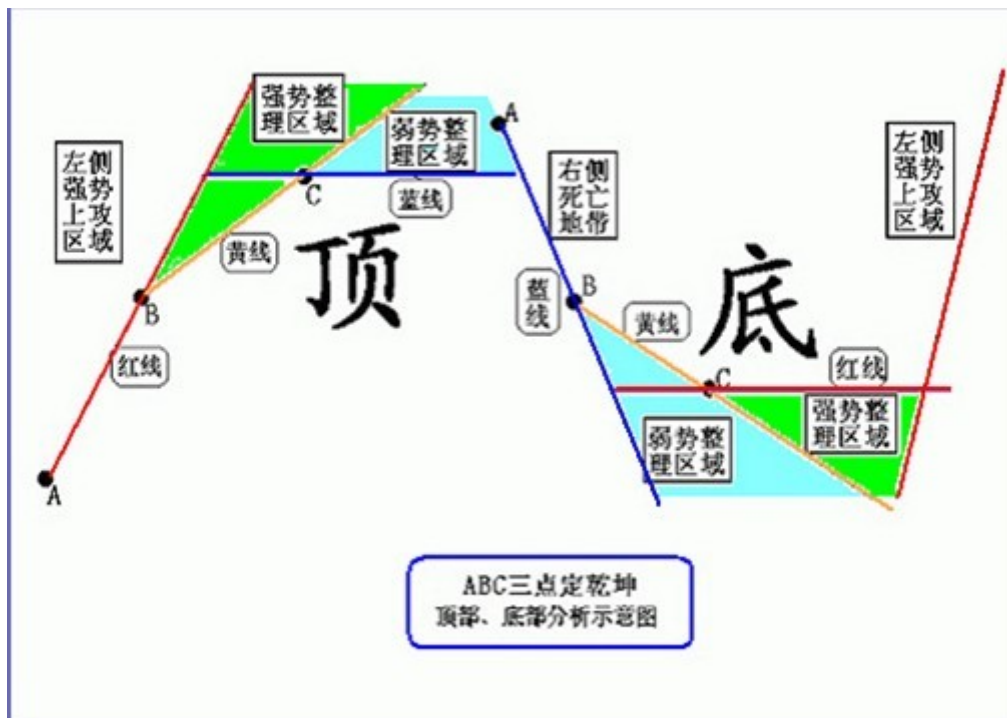 强势整
理区域
弱势整
理区域
A
左侧
强势
上攻
区域
右侧
死亡
地带
左侧
强势
上攻
区域
C
蓝线
黄线
顶
B
红线
A
蓝
线
B
黄线
底
C
红线
强势整
理区域
弱势整
理区域
ABC三点定乾坤
顶部、底部分析示意图